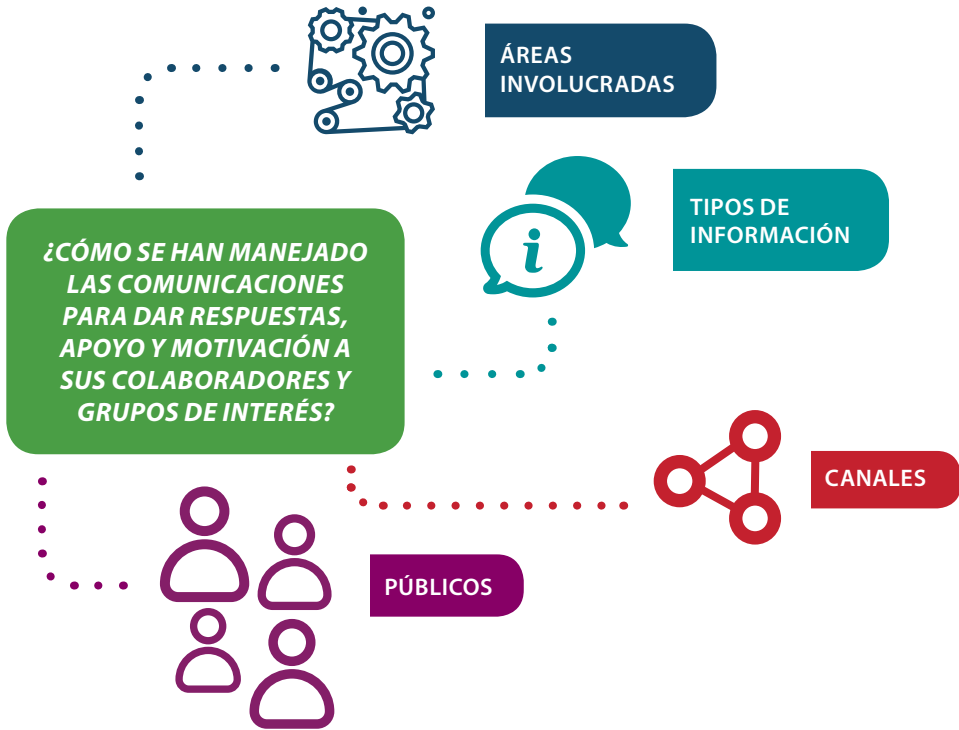 ÁREAS
INVOLUCRADAS
TIPOS DE
INFORMACIÓN
¿CÓMO SE HAN MANEJADO
LAS COMUNICACIONES
PARA DAR RESPUESTAS,
APOYO Y MOTIVACIÓN A
SUS COLABORADORES Y
GRUPOS DE INTERÉS?
CANALES
PÚBLICOS